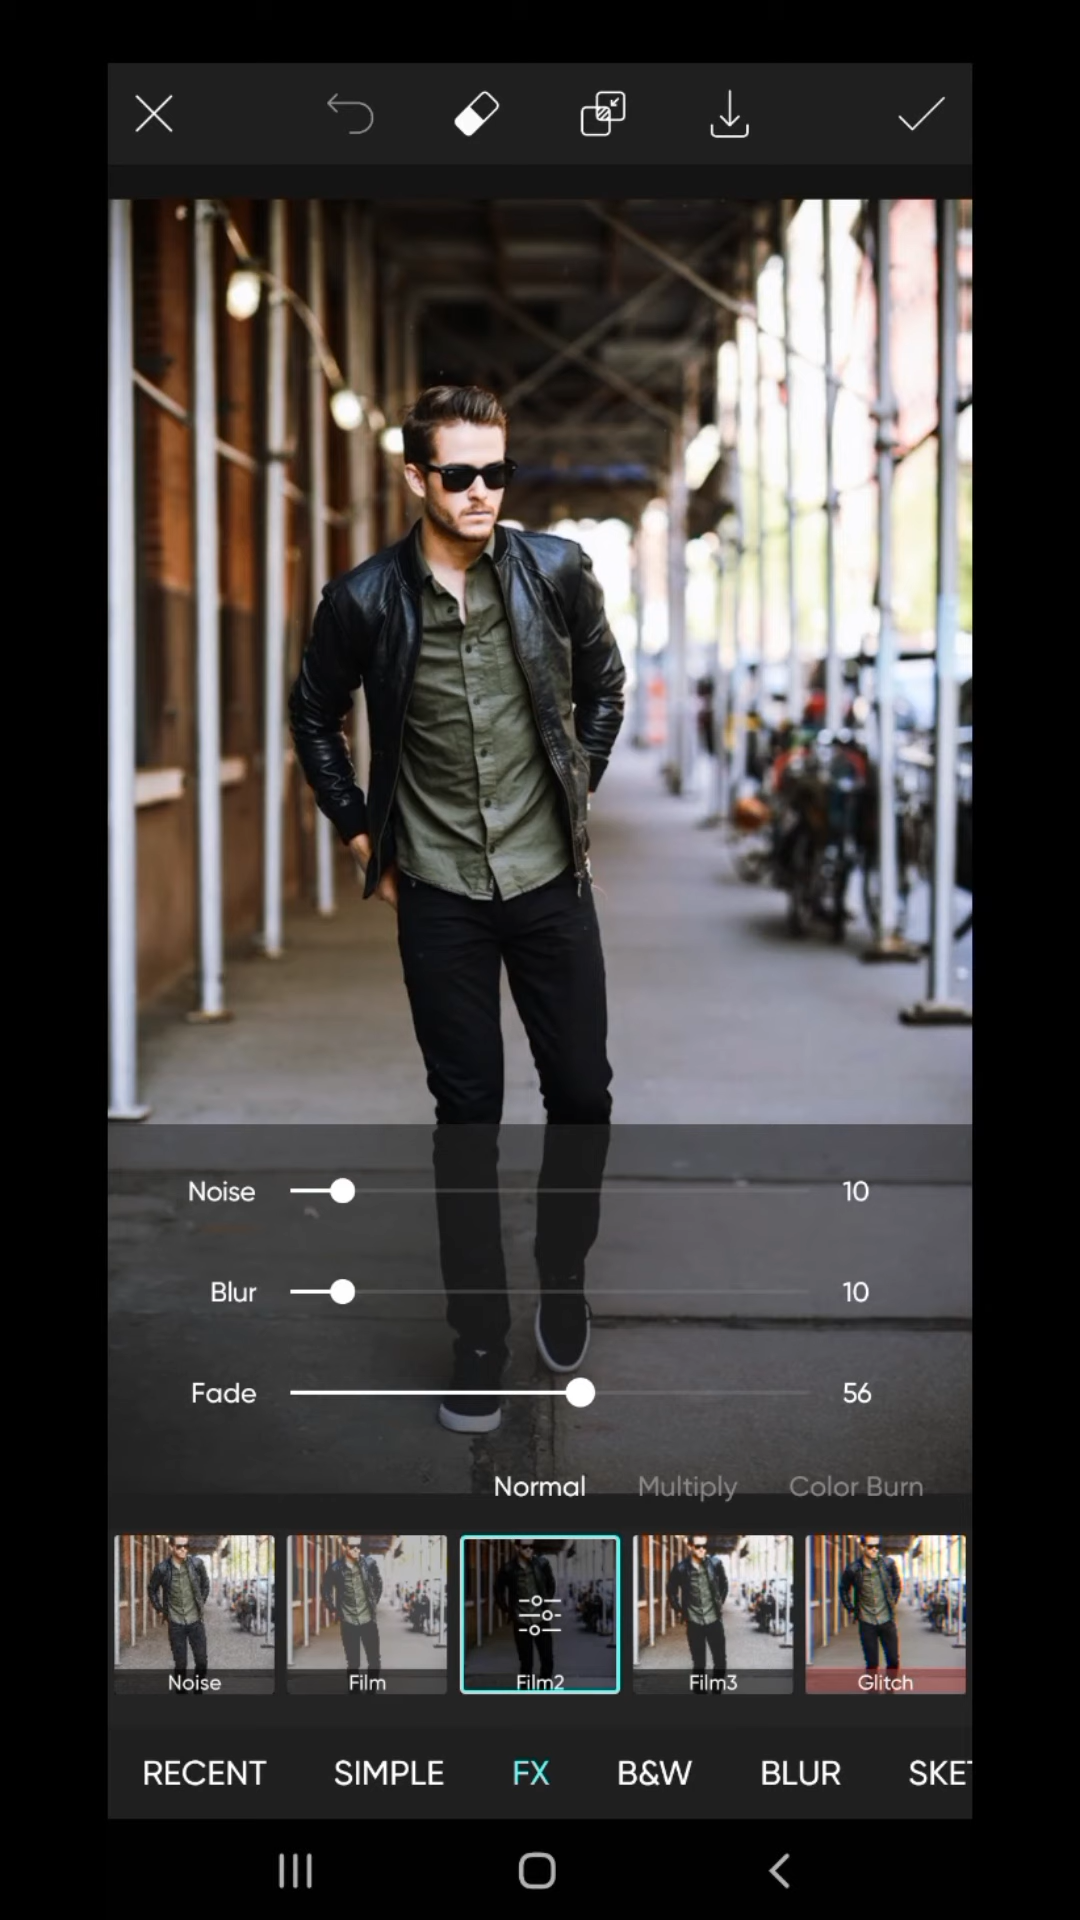 Noise 10
Blur 10
Fade 56
Normal Multiply Color Burn
Noise Film Film2 Film3 Glitch
RECENT SIMPLE FX B&W BLUR SKET